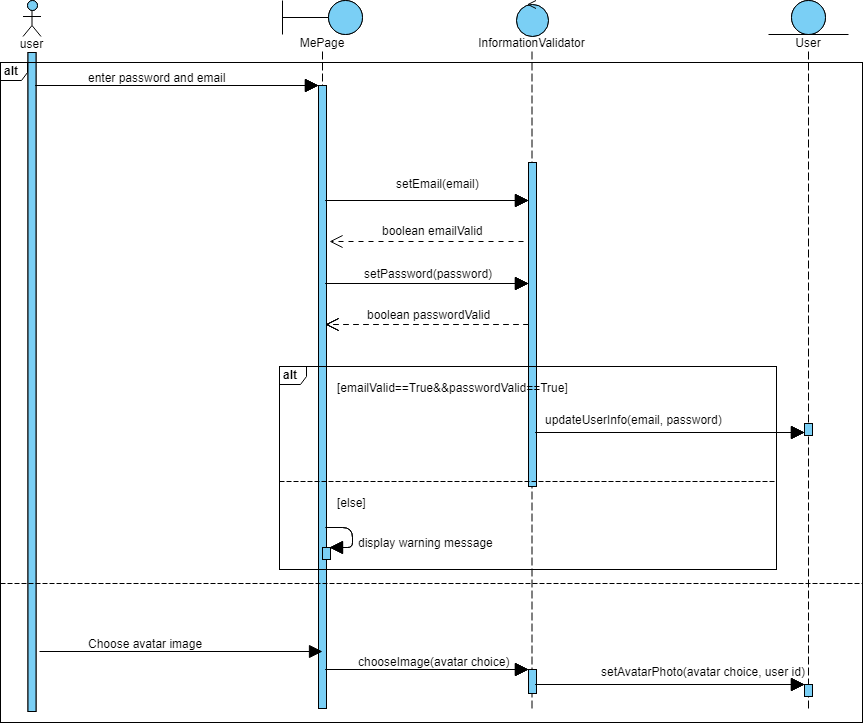 user
MePage
InformationValidator
User
alt
enter password and email
setEmail(email)
boolean emailValid
setPassword(password)
boolean passwordValid
alt
[emailValid==True&&passwordValid==True]
updateUserInfo(email, password)
[else]
display warning message
Choose avatar image
chooseImage(avatar choice)
setAvatarPhoto(avatar choice, user id)